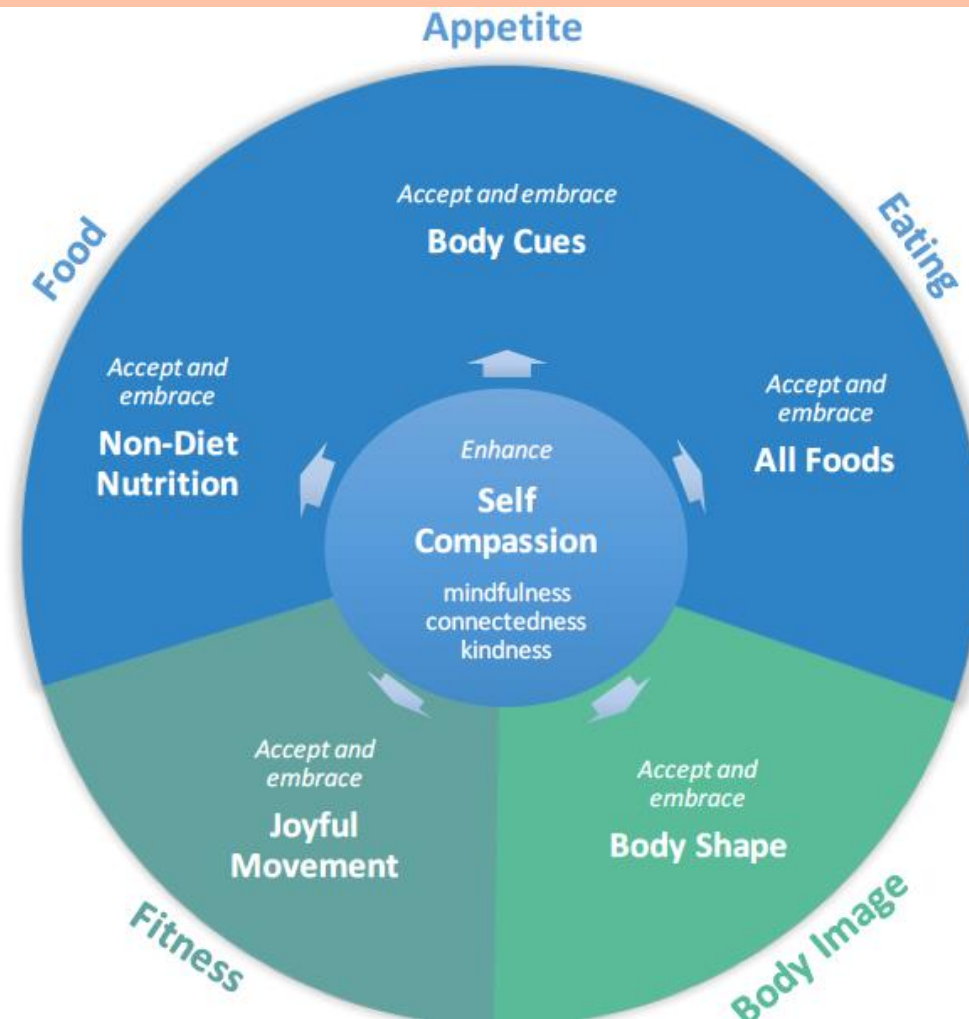 Appetite
Food
Eating
Accept and embrace
Body Cues
Accept and
embrace
Non-Diet
Nutrition
Accept and
embrace
All Foods
Enhance
Self
Compassion
mindfulness
connectedness
kindness
Accept and
embrace
Joyful
Movement
Accept and
embrace
Body Shape
Fitness
Body Image